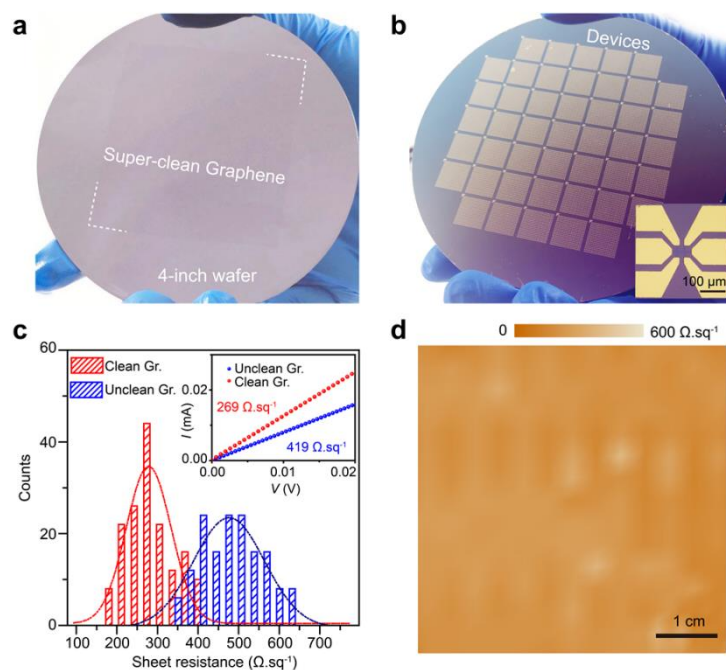 a
Super-clean Graphene
4-inch wafer
b
Devices
100 μm
c
Clean Gr.
Unclean Gr.
60
40
20
0
Counts
100 200 300 400 500 600 700
Sheet resistance (Ω.sq⁻¹)
Unclean Gr.
Clean Gr.
0.02
0.00
I (mA)
269 Ω.sq⁻¹
419 Ω.sq⁻¹
0.00 0.01 0.02
V (V)
d
0 600 Ω.sq⁻¹
1 cm